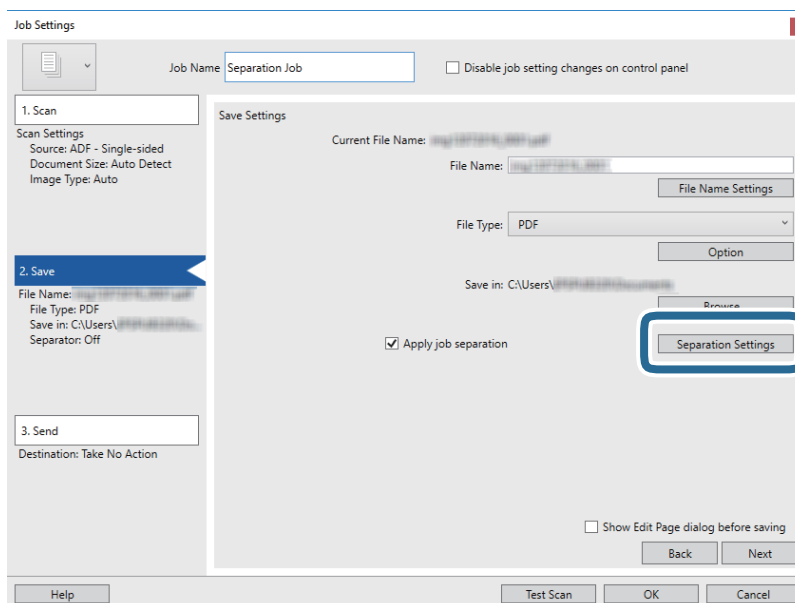 Job Settings
Job Name Separation Job
Disable job setting changes on control panel
1. Scan
Scan Settings
Source: ADF - Single-sided
Document Size: Auto Detect
Image Type: Auto
2. Save
File Name:
File Type: PDF
Save in: C:\Users\
Separator: Off
3. Send
Destination: Take No Action
Save Settings
Current File Name:
File Name:
File Name Settings
File Type: PDF
Option
Save in: C:\Users\
Browse
Apply job separation
Separation Settings
Show Edit Page dialog before saving
Back Next
Help
Test Scan OK Cancel